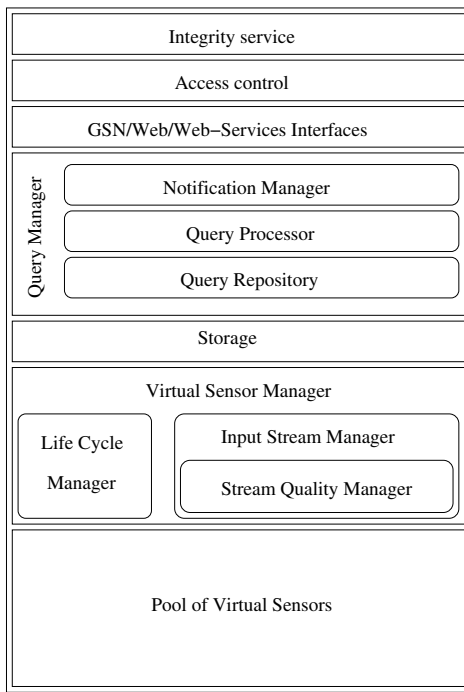 Integrity service
Access control
GSN/Web/Web−Services Interfaces
Query Manager
Notification Manager
Query Processor
Query Repository
Storage
Virtual Sensor Manager
Life Cycle
Manager
Input Stream Manager
Stream Quality Manager
Pool of Virtual Sensors